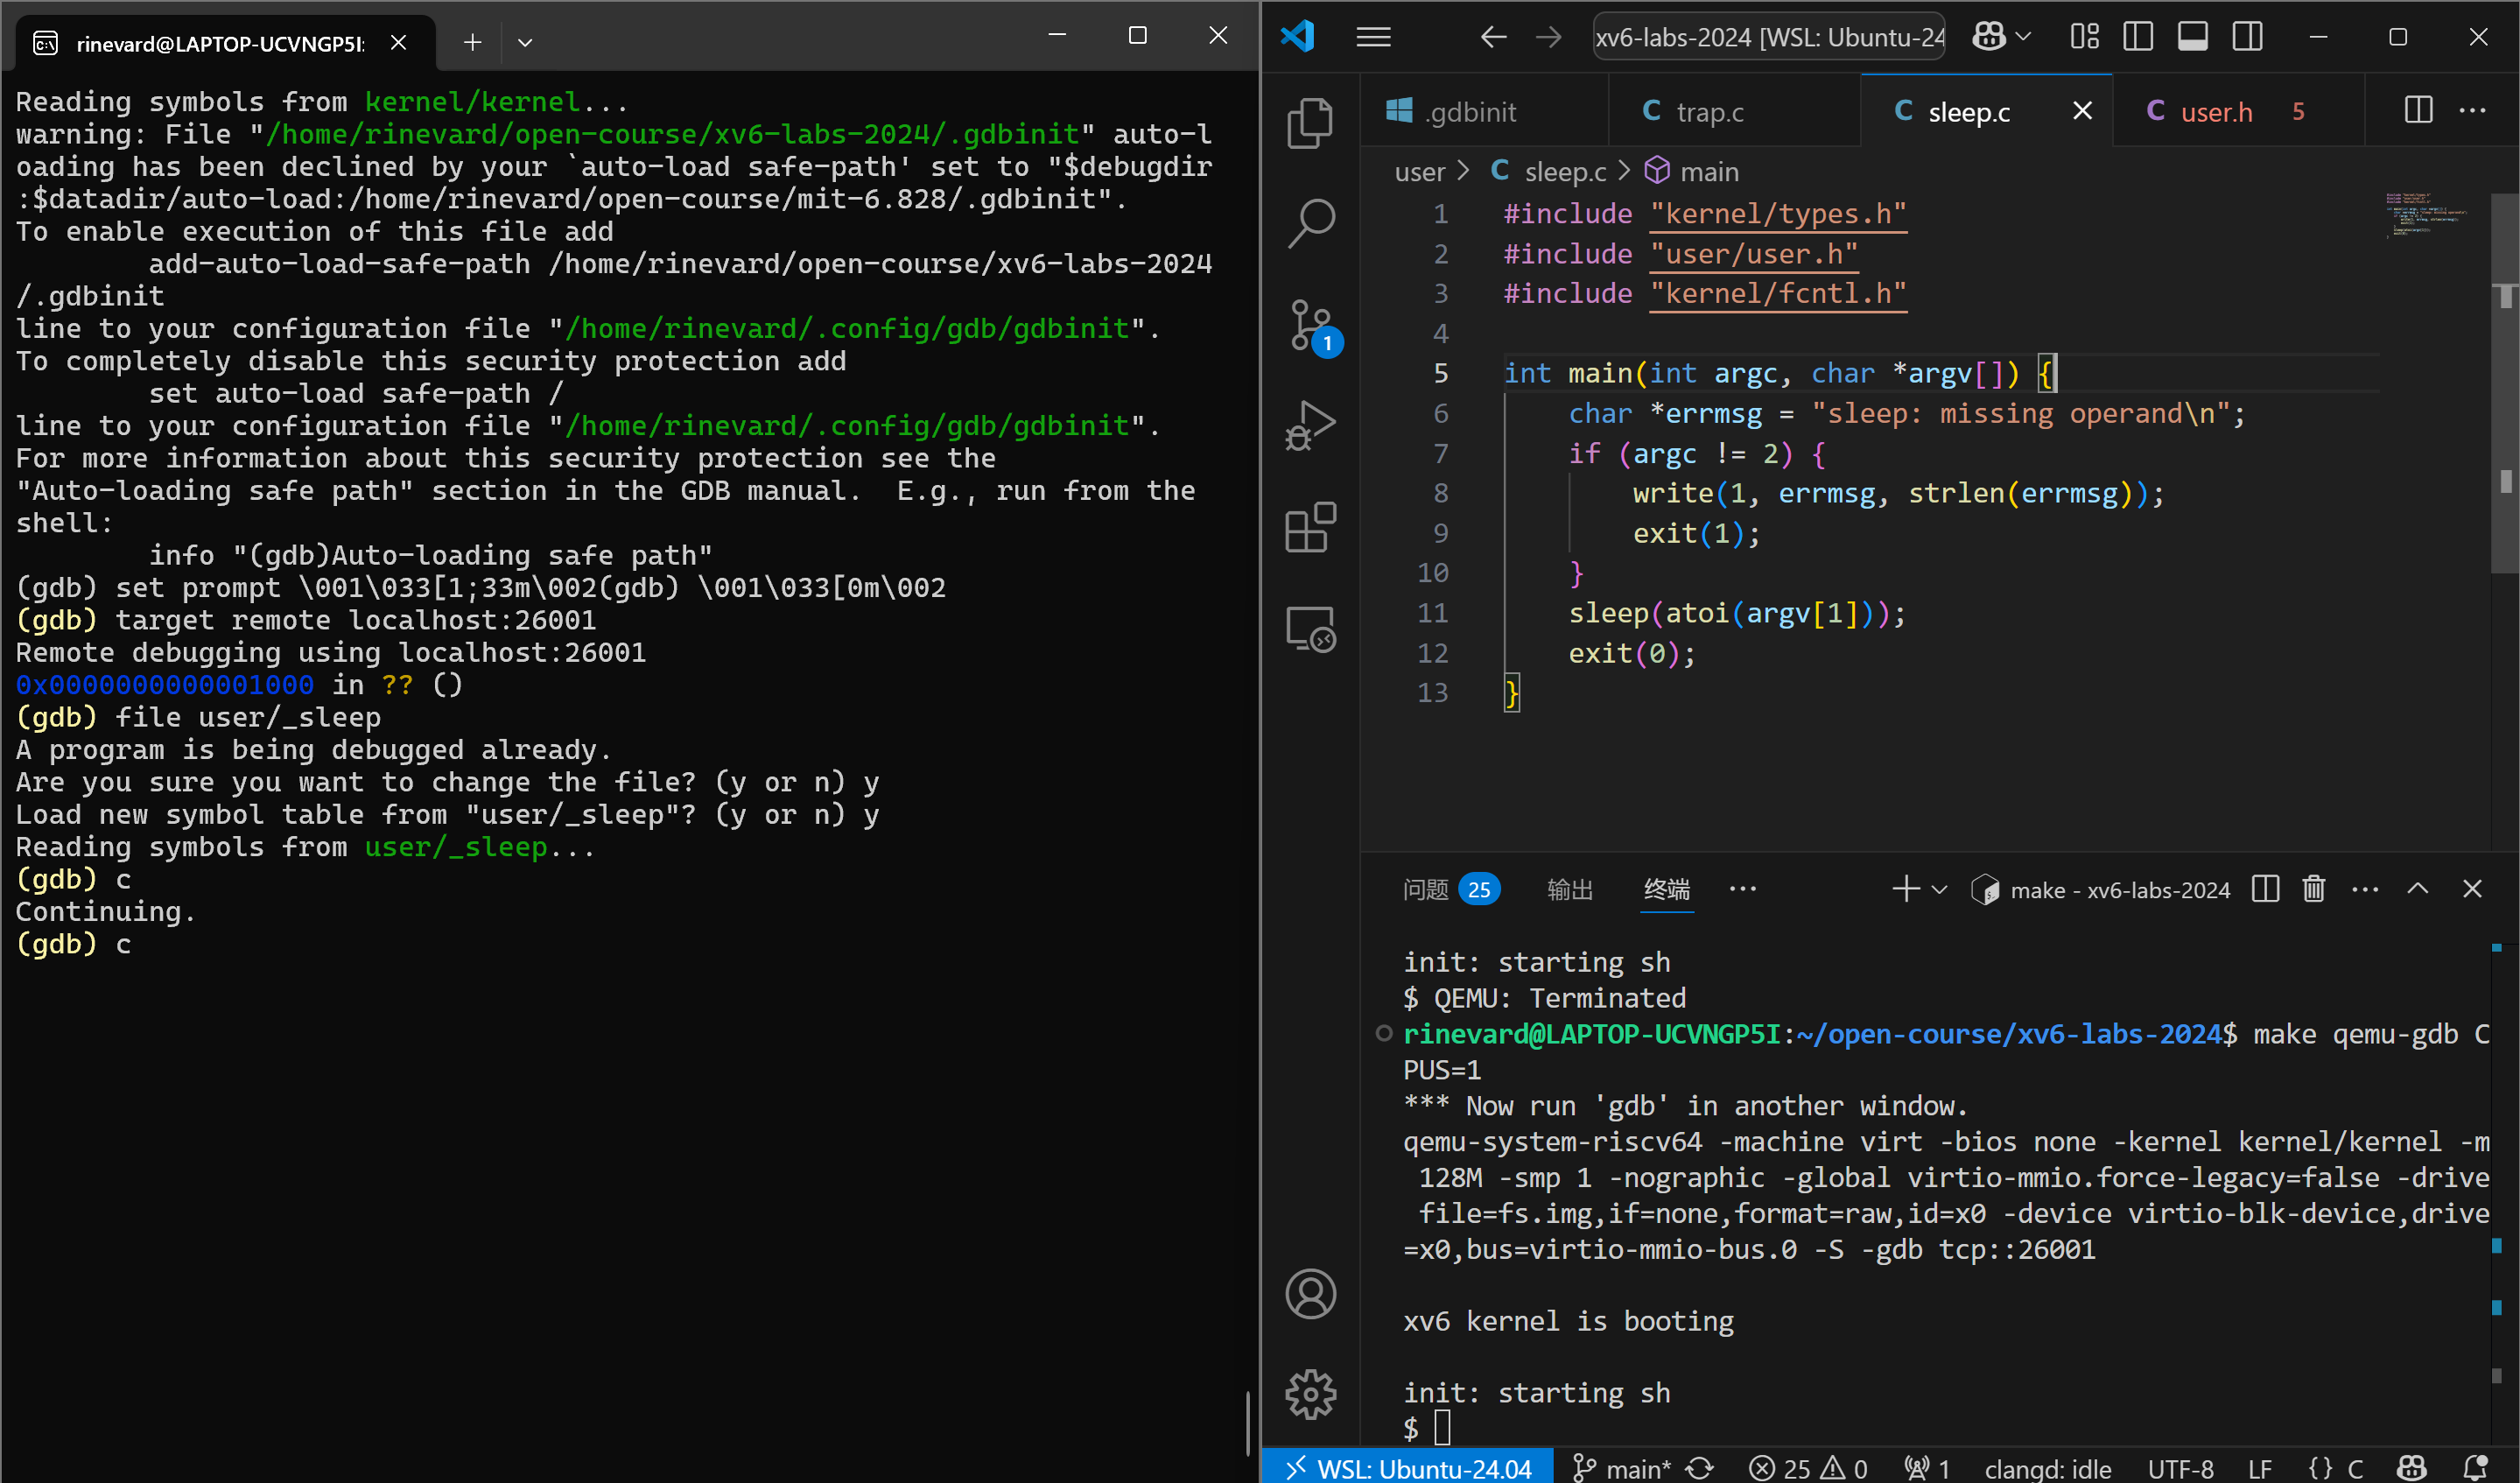 rinevard@LAPTOP-UCVNGP5I:
Reading symbols from kernel/kernel...
warning: File "/home/rinevard/open-course/xv6-labs-2024/.gdbinit" auto-l
oading has been declined by your `auto-load safe-path' set to "$debugdir
:$datadir/auto-load:/home/rinevard/open-course/mit-6.828/.gdbinit".
To enable execution of this file add
        add-auto-load-safe-path /home/rinevard/open-course/xv6-labs-2024
/.gdbinit
line to your configuration file "/home/rinevard/.config/gdb/gdbinit".
To completely disable this security protection add
        set auto-load safe-path /
line to your configuration file "/home/rinevard/.config/gdb/gdbinit".
For more information about this security protection see the
"Auto-loading safe path" section in the GDB manual.  E.g., run from the
shell:
        info "(gdb)Auto-loading safe path"
(gdb) set prompt \001\033[1;33m\002(gdb) \001\033[0m\002
(gdb) target remote localhost:26001
Remote debugging using localhost:26001
0x0000000000001000 in ?? ()
(gdb) file user/_sleep
A program is being debugged already.
Are you sure you want to change the file? (y or n) y
Load new symbol table from "user/_sleep"? (y or n) y
Reading symbols from user/_sleep...
(gdb) c
Continuing.
(gdb) c
xv6-labs-2024 [WSL: Ubuntu-24
.gdbinit
C trap.c
C sleep.c
C user.h 5
user > C sleep.c > main
1 #include "kernel/types.h"
2 #include "user/user.h"
3 #include "kernel/fcntl.h"
4
5 int main(int argc, char *argv[]) {
6     char *errmsg = "sleep: missing operand\n";
7     if (argc != 2) {
8         write(1, errmsg, strlen(errmsg));
9         exit(1);
10     }
11     sleep(atoi(argv[1]));
12     exit(0);
13 }
1
问题 25 输出 终端 ··· make - xv6-labs-2024
init: starting sh
$ QEMU: Terminated
rinevard@LAPTOP-UCVNGP5I:~/open-course/xv6-labs-2024$ make qemu-gdb C
PUS=1
*** Now run 'gdb' in another window.
qemu-system-riscv64 -machine virt -bios none -kernel kernel/kernel -m
 128M -smp 1 -nographic -global virtio-mmio.force-legacy=false -drive
 file=fs.img,if=none,format=raw,id=x0 -device virtio-blk-device,drive
=x0,bus=virtio-mmio-bus.0 -S -gdb tcp::26001
xv6 kernel is booting
init: starting sh
$
WSL: Ubuntu-24.04 main* 25 0 1 clangd: idle UTF-8 LF {} C